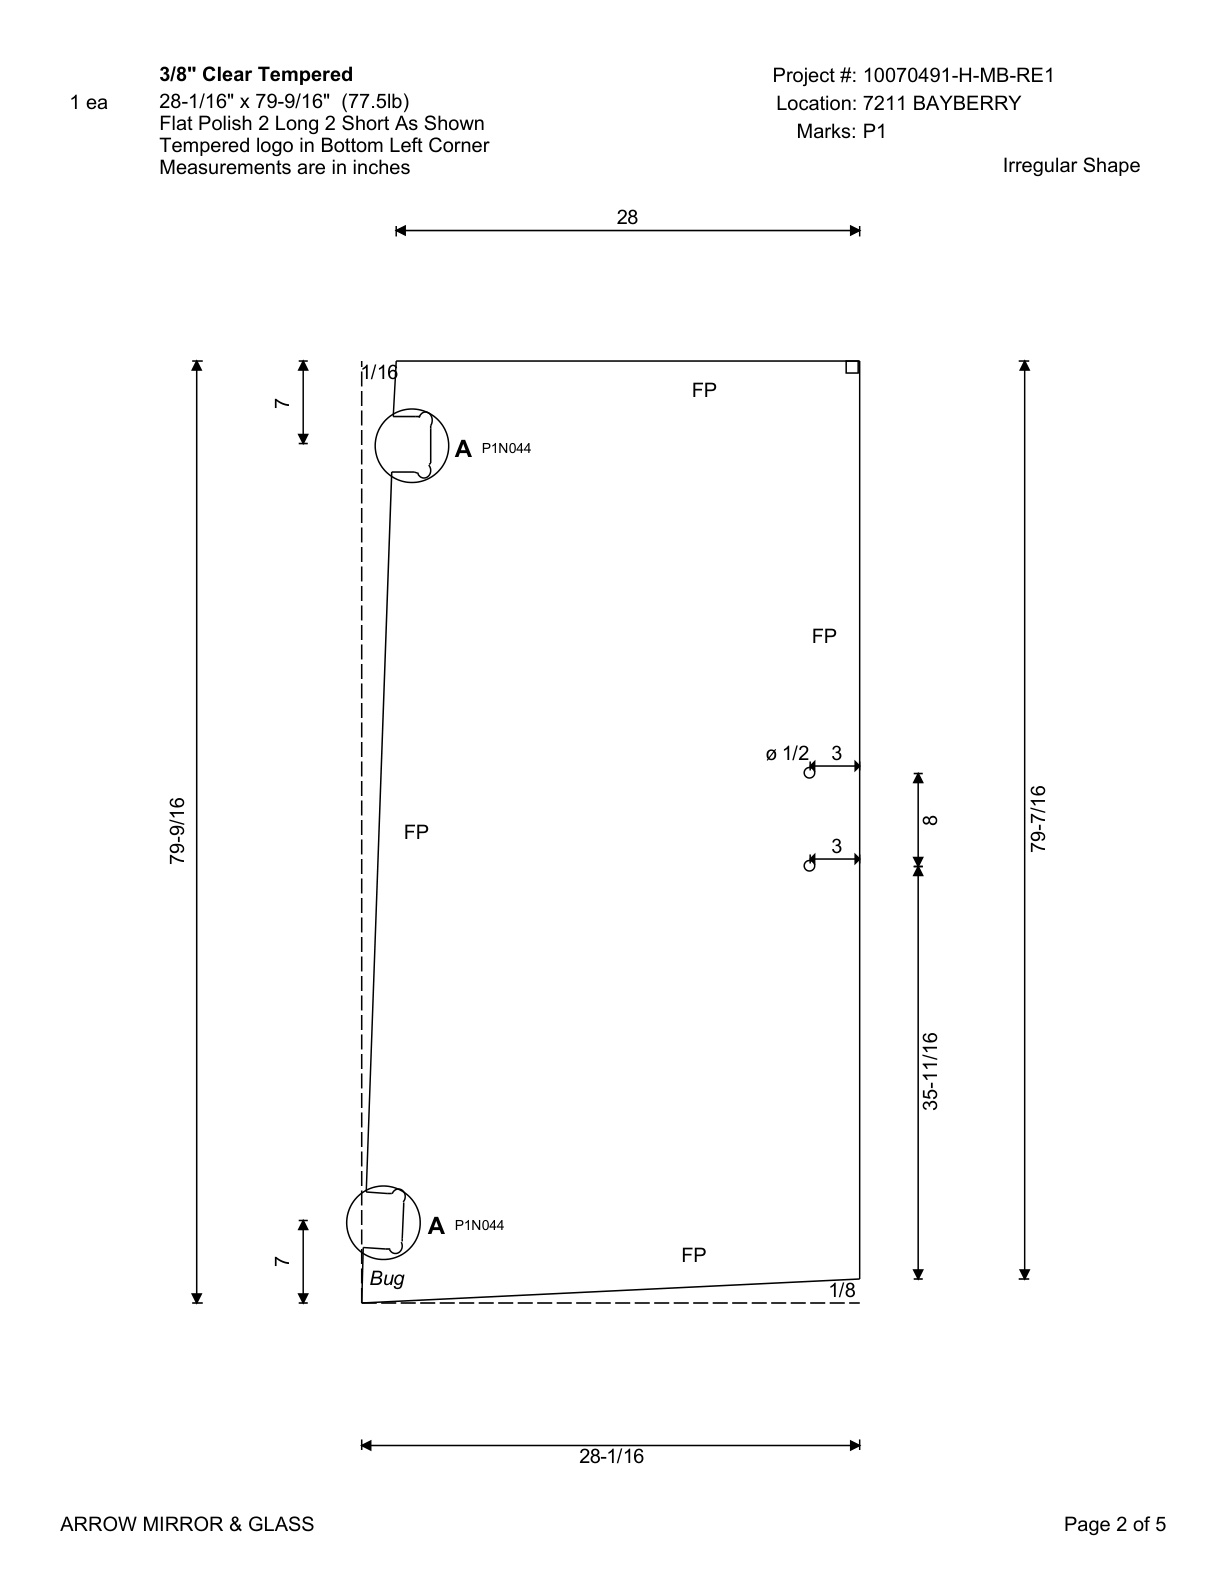 3/8" Clear Tempered
1 ea
28-1/16" x 79-9/16" (77.5lb)
Flat Polish 2 Long 2 Short As Shown
Tempered logo in Bottom Left Corner
Measurements are in inches
Project #: 10070491-H-MB-RE1
Location: 7211 BAYBERRY
Marks: P1
Irregular Shape
28
1/16
FP
7
A P1N044
FP
ø 1/2
3
8
79-9/16
79-7/16
FP
3
35-11/16
A P1N044
7
FP
Bug
1/8
28-1/16
ARROW MIRROR & GLASS
Page 2 of 5